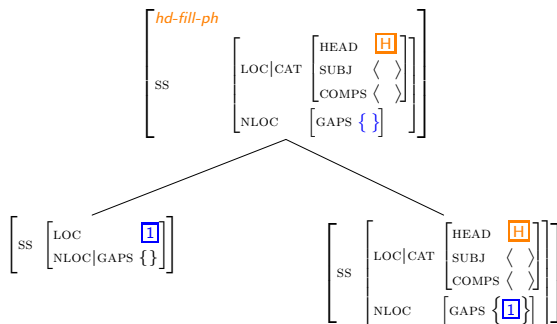 hd-fill-ph
SS
LOC|CAT
HEAD H
SUBJ ⟨ ⟩
COMPS ⟨ ⟩
NLOC [GAPS { }]
SS
LOC 1
NLOC|GAPS {}
SS
LOC|CAT
HEAD H
SUBJ ⟨ ⟩
COMPS ⟨ ⟩
NLOC [GAPS {1}]